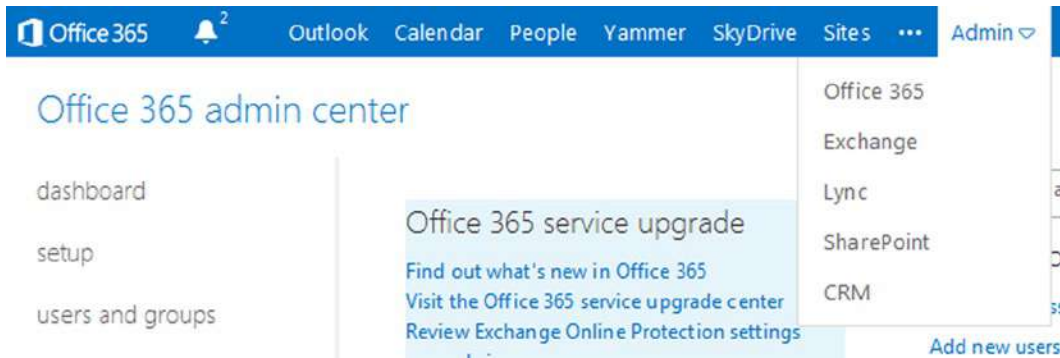 Office 365 2 Outlook Calendar People Yammer SkyDrive Sites ••• Admin
Office 365 admin center
dashboard
setup
users and groups
Office 365 service upgrade
Find out what's new in Office 365
Visit the Office 365 service upgrade center
Review Exchange Online Protection settings
Office 365
Exchange
Lync
SharePoint
CRM
Add new users